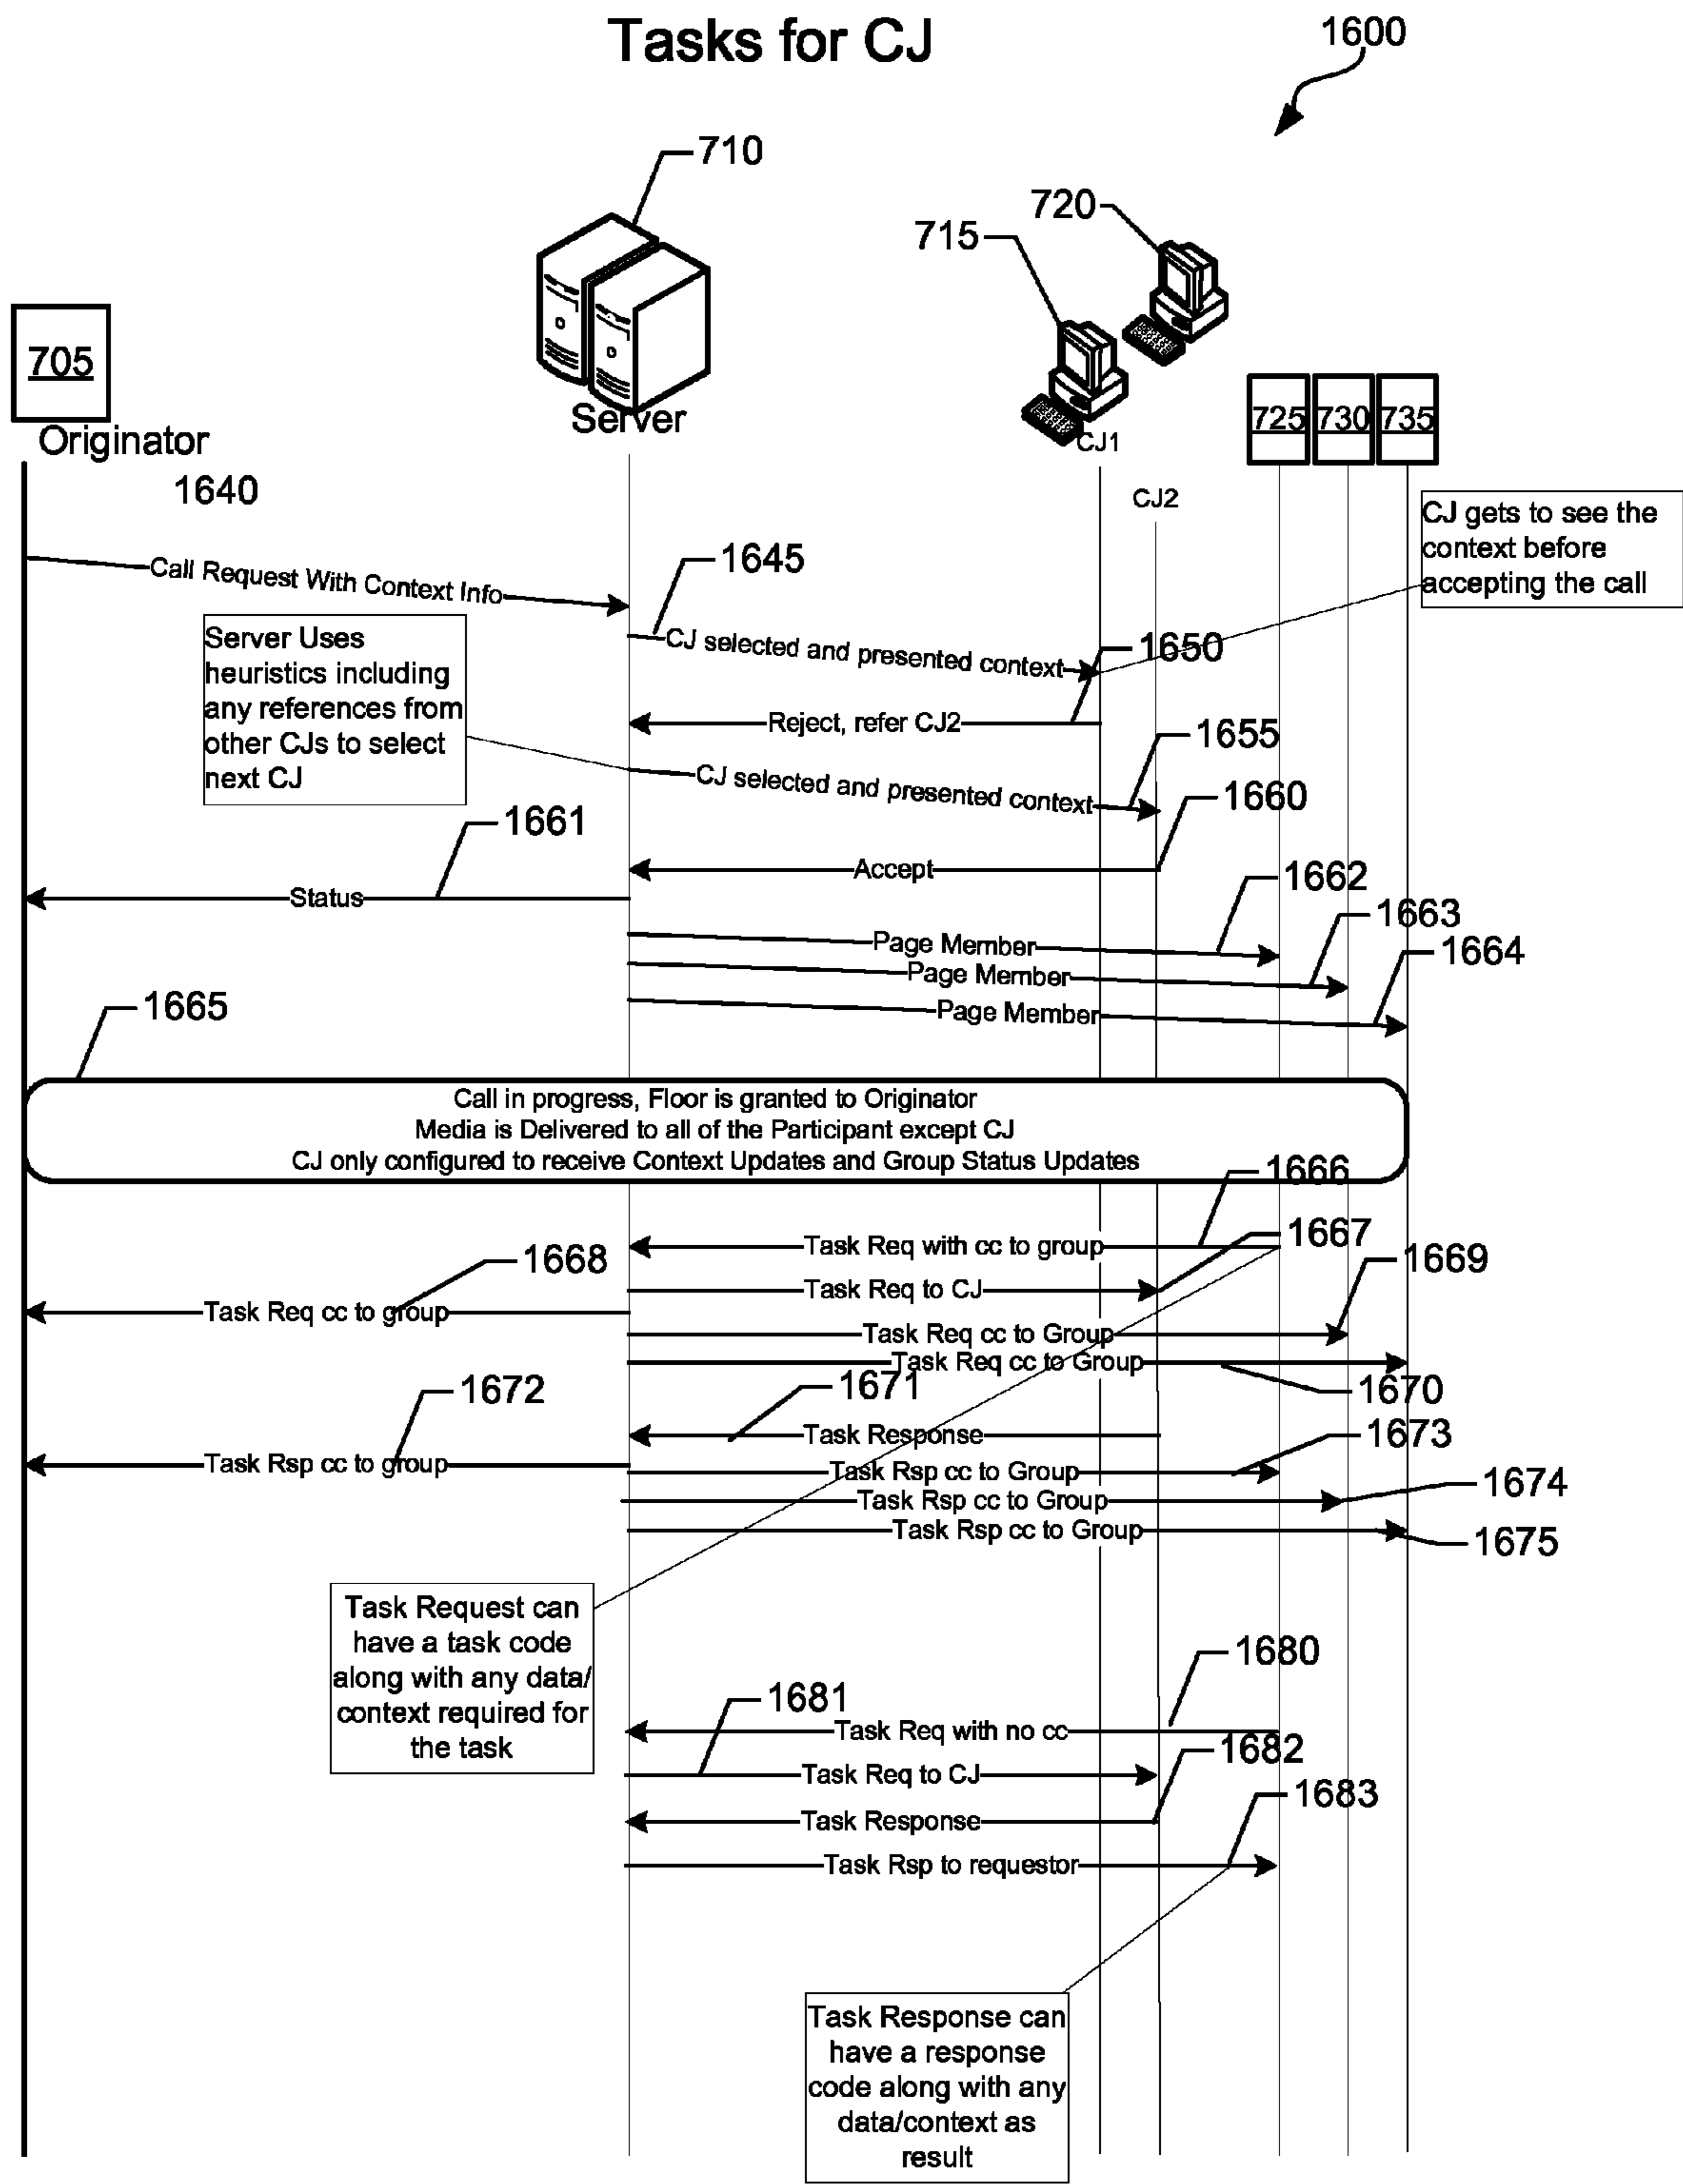 Tasks for CJ
1600
710
720
715
705
Server
725
730
735
Originator
CJ1
1640
CJ2
CJ gets to see the
context before
accepting the call
Call Request With Context Info
1645
Server Uses
heuristics including
any references from
other CJs to select
next CJ
CJ selected and presented context
1650
Reject, refer CJ2
1655
CJ selected and presented context
1660
1661
Accept
1662
Status
1663
Page Member
1664
Page Member
Page Member
1665
Call in progress, Floor is granted to Originator
Media is Delivered to all of the Participant except CJ
CJ only configured to receive Context Updates and Group Status Updates
1666
1667
Task Req with cc to group
1668
1669
Task Req to CJ
Task Req cc to group
Task Req cc to Group
Task Req cc to Group
1670
1671
1672
Task Response
1673
Task Rsp cc to group
Task Rsp cc to Group
1674
Task Rsp cc to Group
Task Rsp cc to Group
1675
Task Request can
have a task code
along with any data/
context required for
the task
1680
1681
Task Req with no cc
1682
Task Req to CJ
1683
Task Response
Task Rsp to requestor
Task Response can
have a response
code along with any
data/context as
result